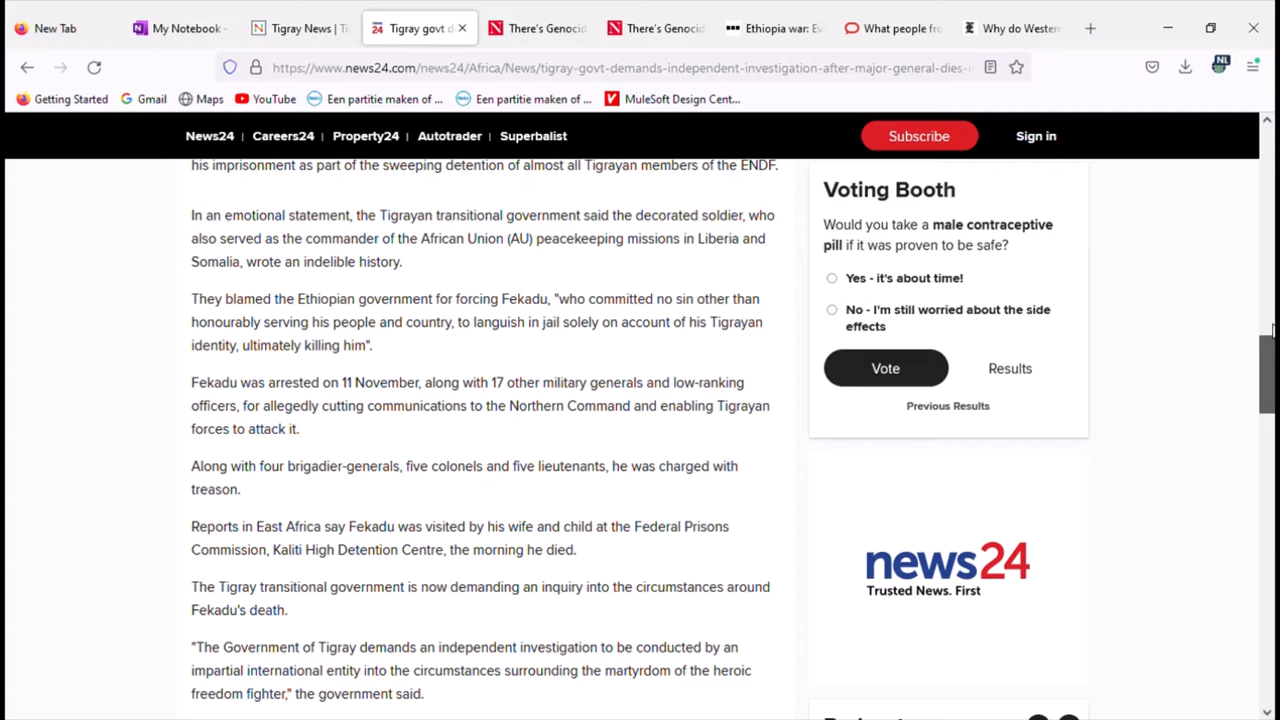 New Tab
My Notebook -
Tigray News | Ti
Tigray govt d
There's Genocid
There's Genocid
Ethiopia war: Ev
What people fro
Why do Western
https://www.news24.com/news24/Africa/News/tigray-govt-demands-independent-investigation-after-major-general-dies-
NL
Getting Started
Gmail
Maps
YouTube
Een partitie maken of ...
Een partitie maken of ...
MuleSoft Design Cent...
News24 | Careers24 | Property24 | Autotrader | Superbalist
Subscribe
Sign in
his imprisonment as part of the sweeping detention of almost all Tigrayan members of the ENDF.
In an emotional statement, the Tigrayan transitional government said the decorated soldier, who
also served as the commander of the African Union (AU) peacekeeping missions in Liberia and
Somalia, wrote an indelible history.
They blamed the Ethiopian government for forcing Fekadu, "who committed no sin other than
honourably serving his people and country, to languish in jail solely on account of his Tigrayan
identity, ultimately killing him".
Fekadu was arrested on 11 November, along with 17 other military generals and low-ranking
officers, for allegedly cutting communications to the Northern Command and enabling Tigrayan
forces to attack it.
Along with four brigadier-generals, five colonels and five lieutenants, he was charged with
treason.
Reports in East Africa say Fekadu was visited by his wife and child at the Federal Prisons
Commission, Kaliti High Detention Centre, the morning he died.
The Tigray transitional government is now demanding an inquiry into the circumstances around
Fekadu's death.
"The Government of Tigray demands an independent investigation to be conducted by an
impartial international entity into the circumstances surrounding the martyrdom of the heroic
freedom fighter," the government said.
Voting Booth
Would you take a male contraceptive
pill if it was proven to be safe?
Yes - it's about time!
No - I'm still worried about the side
effects
Vote
Results
Previous Results
news24
Trusted News. First